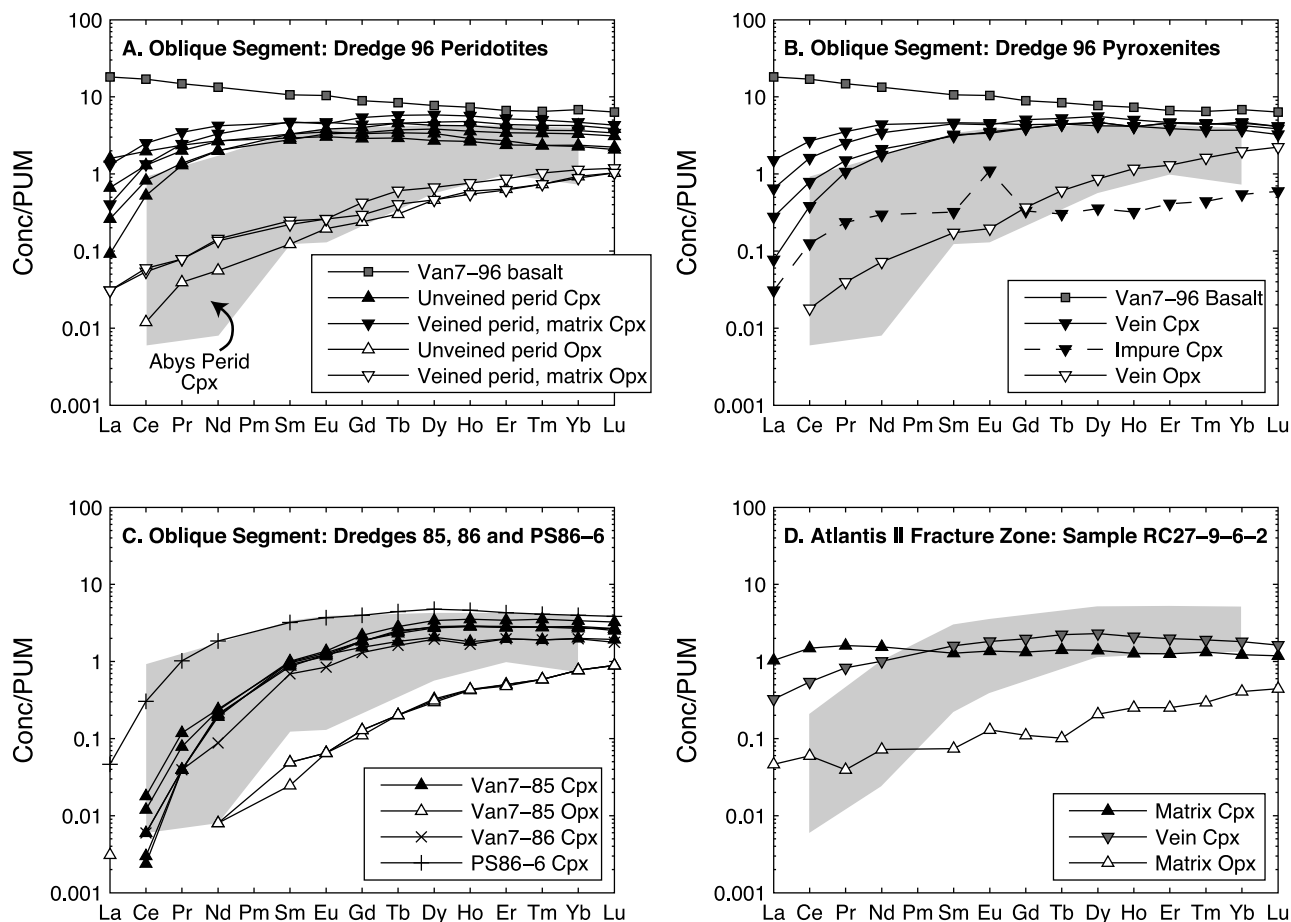 A. Oblique Segment: Dredge 96 Peridotites
100
10
1
0.1
0.01
0.001
Conc/PUM
Abys Perid
Cpx
Van7–96 basalt
Unveined perid Cpx
Veined perid, matrix Cpx
Unveined perid Opx
Veined perid, matrix Opx
La Ce Pr Nd Pm Sm Eu Gd Tb Dy Ho Er Tm Yb Lu
B. Oblique Segment: Dredge 96 Pyroxenites
100
10
1
0.1
0.01
0.001
Conc/PUM
Van7–96 Basalt
Vein Cpx
Impure Cpx
Vein Opx
La Ce Pr Nd Pm Sm Eu Gd Tb Dy Ho Er Tm Yb Lu
C. Oblique Segment: Dredges 85, 86 and PS86–6
100
10
1
0.1
0.01
0.001
Conc/PUM
Van7–85 Cpx
Van7–85 Opx
Van7–86 Cpx
PS86–6 Cpx
La Ce Pr Nd Pm Sm Eu Gd Tb Dy Ho Er Tm Yb Lu
D. Atlantis II Fracture Zone: Sample RC27–9–6–2
100
10
1
0.1
0.01
0.001
Conc/PUM
Matrix Cpx
Vein Cpx
Matrix Opx
La Ce Pr Nd Pm Sm Eu Gd Tb Dy Ho Er Tm Yb Lu